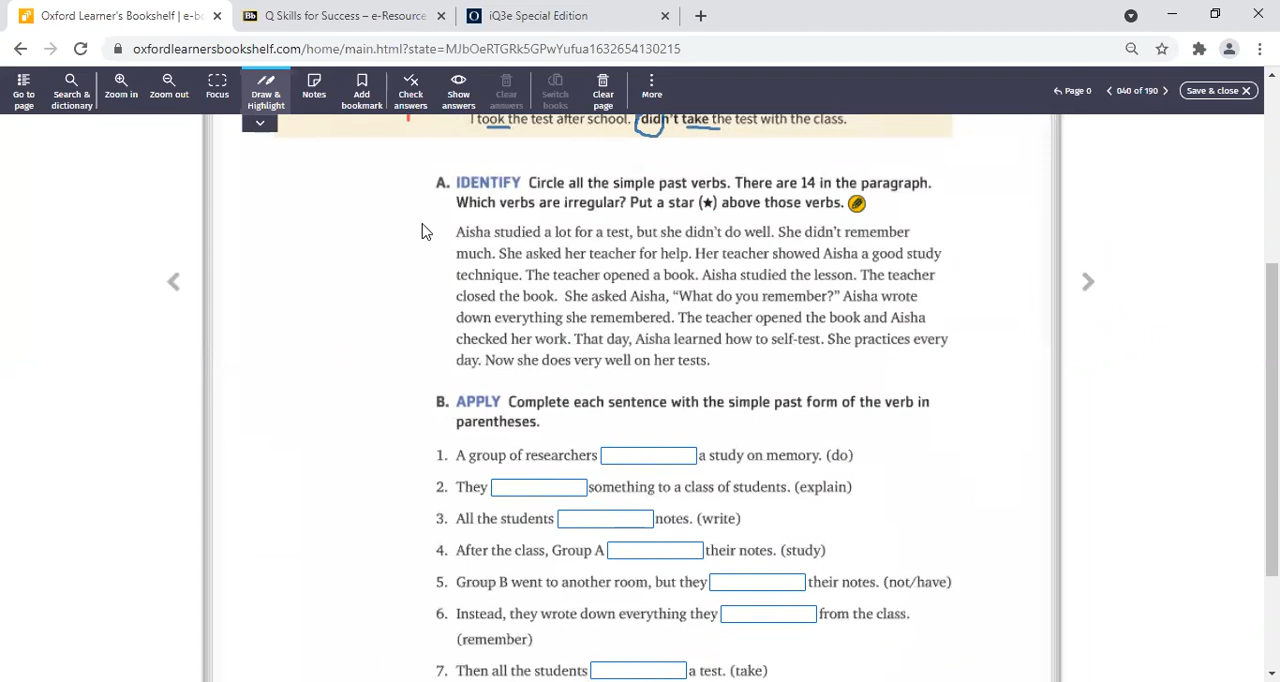 Oxford Learner's Bookshelf | e-b
Q Skills for Success – e-Resource
iQ3e Special Edition
oxfordlearnersbookshelf.com/home/main.html?state=MJbOeRTGRk5GPwYufua1632654130215
Go to page
Search & dictionary
Zoom in
Zoom out
Focus
Draw & Highlight
Notes
Add bookmark
Check answers
Show answers
Clear answers
Switch books
Clear page
More
Page 0
040 of 190
Save & close X
I took the test after school. I didn't take the test with the class.
A. IDENTIFY Circle all the simple past verbs. There are 14 in the paragraph.
Which verbs are irregular? Put a star (★) above those verbs.
Aisha studied a lot for a test, but she didn't do well. She didn't remember
much. She asked her teacher for help. Her teacher showed Aisha a good study
technique. The teacher opened a book. Aisha studied the lesson. The teacher
closed the book. She asked Aisha, “What do you remember?” Aisha wrote
down everything she remembered. The teacher opened the book and Aisha
checked her work. That day, Aisha learned how to self-test. She practices every
day. Now she does very well on her tests.
B. APPLY Complete each sentence with the simple past form of the verb in
parentheses.
1. A group of researchers a study on memory. (do)
2. They something to a class of students. (explain)
3. All the students notes. (write)
4. After the class, Group A their notes. (study)
5. Group B went to another room, but they their notes. (not/have)
6. Instead, they wrote down everything they from the class.
(remember)
7. Then all the students a test. (take)